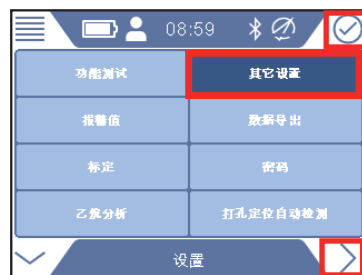 08:59
功能测试 其它设置
报警值 数据导出
标定 密码
乙炔分析 打孔定位自动检测
设置